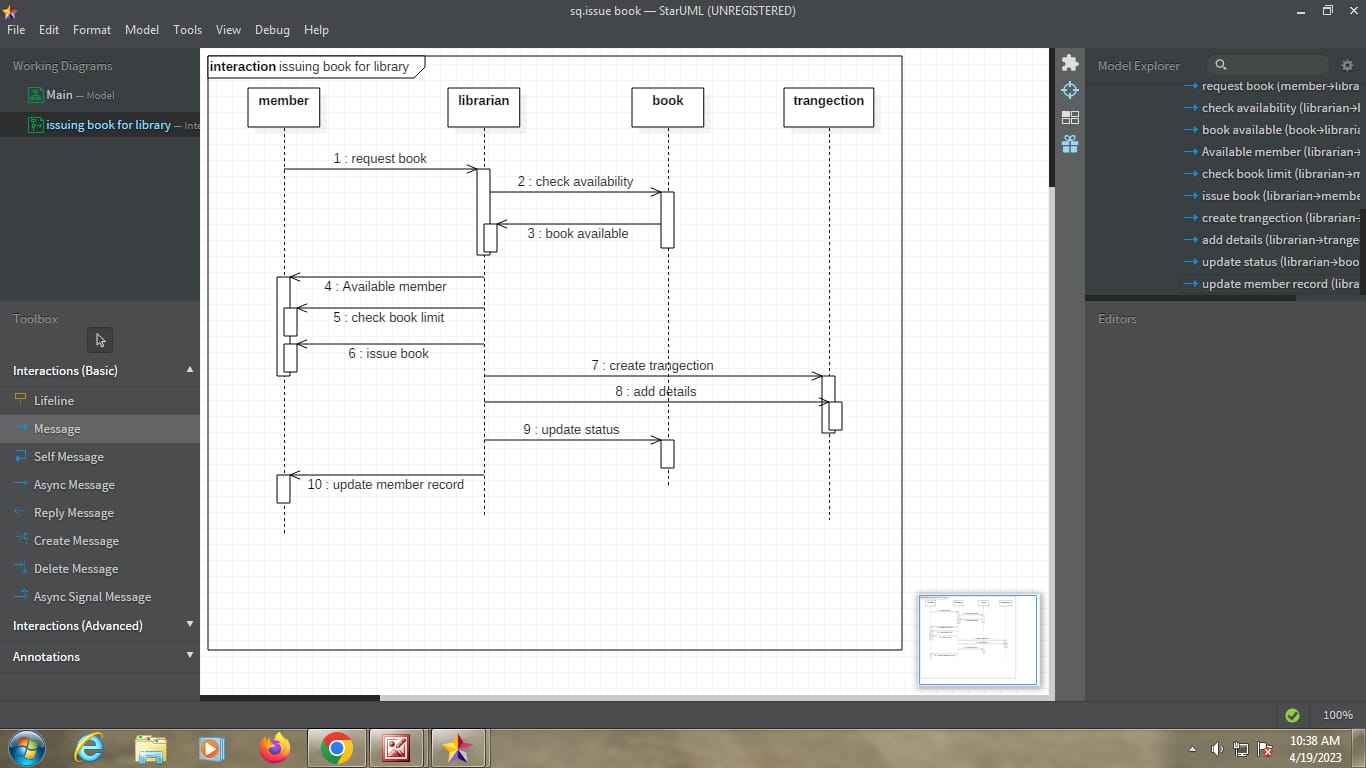 sq.issue book — StarUML (UNREGISTERED)
File Edit Format Model Tools View Debug Help
Working Diagrams
Main — Model
issuing book for library — Inte
Toolbox
Interactions (Basic)
Lifeline
Message
Self Message
Async Message
Reply Message
Create Message
Delete Message
Async Signal Message
Interactions (Advanced)
Annotations
interaction issuing book for library
member librarian book trangection
1 : request book
2 : check availability
3 : book available
4 : Available member
5 : check book limit
6 : issue book
7 : create trangection
8 : add details
9 : update status
10 : update member record
Model Explorer
request book (member→libra
check availability (librarian→l
book available (book→libraria
Available member (librarian→
check book limit (librarian→m
issue book (librarian→membe
create trangection (librarian→
add details (librarian→trange
update status (librarian→boo
update member record (libra
Editors
100%
10:38 AM
4/19/2023